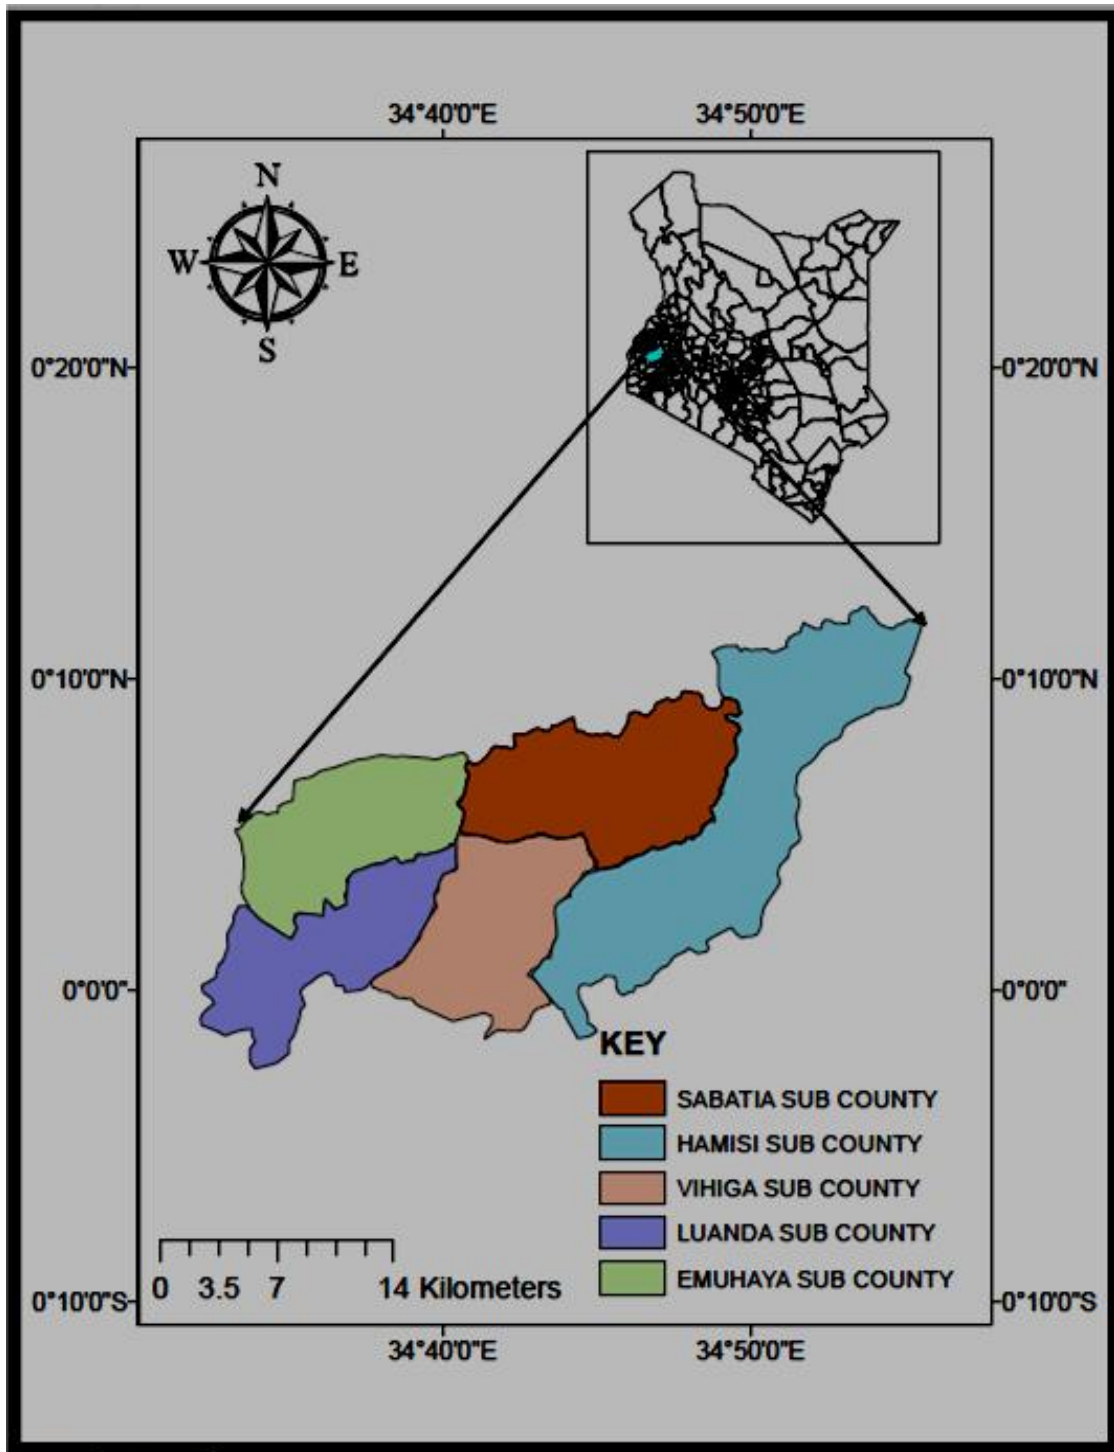 34°40'0"E 34°50'0"E
N
W E
S
0°20'0"N 0°20'0"N
0°10'0"N 0°10'0"N
0°0'0" 0°0'0"
KEY
SABATIA SUB COUNTY
HAMISI SUB COUNTY
VIHIGA SUB COUNTY
LUANDA SUB COUNTY
EMUHAYA SUB COUNTY
0 3.5 7 14 Kilometers
0°10'0"S 0°10'0"S
34°40'0"E 34°50'0"E